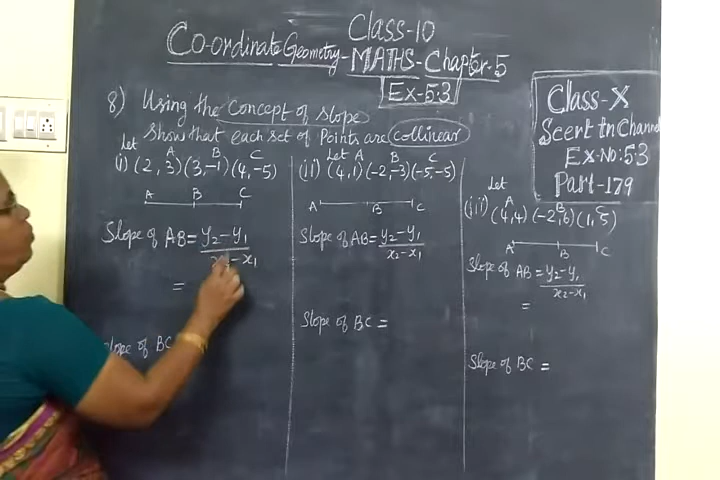 Class-10
Co-ordinate Geometry-MATHS-Chapter-5
Ex-5.3
8) Using the Concept of slope
show that each set of Points are collinear
Let A B C
(i) (2, 3) (3, -1) (4, -5)
A B C
Slope of AB = y2-y1
x2-x1
=
Slope of BC
Let A B C
(ii) (4,1) (-2,-3) (-5,-5)
A B C
Slope of AB = y2-y1
x2-x1
Slope of BC =
Class-X
Scert tn Channel
Ex-No: 5.3
Part-179
Let
A B C
(iii) (4,4) (-2,6) (1,5)
A B C
Slope of AB = y2-y1
x2-x1
=
Slope of BC =